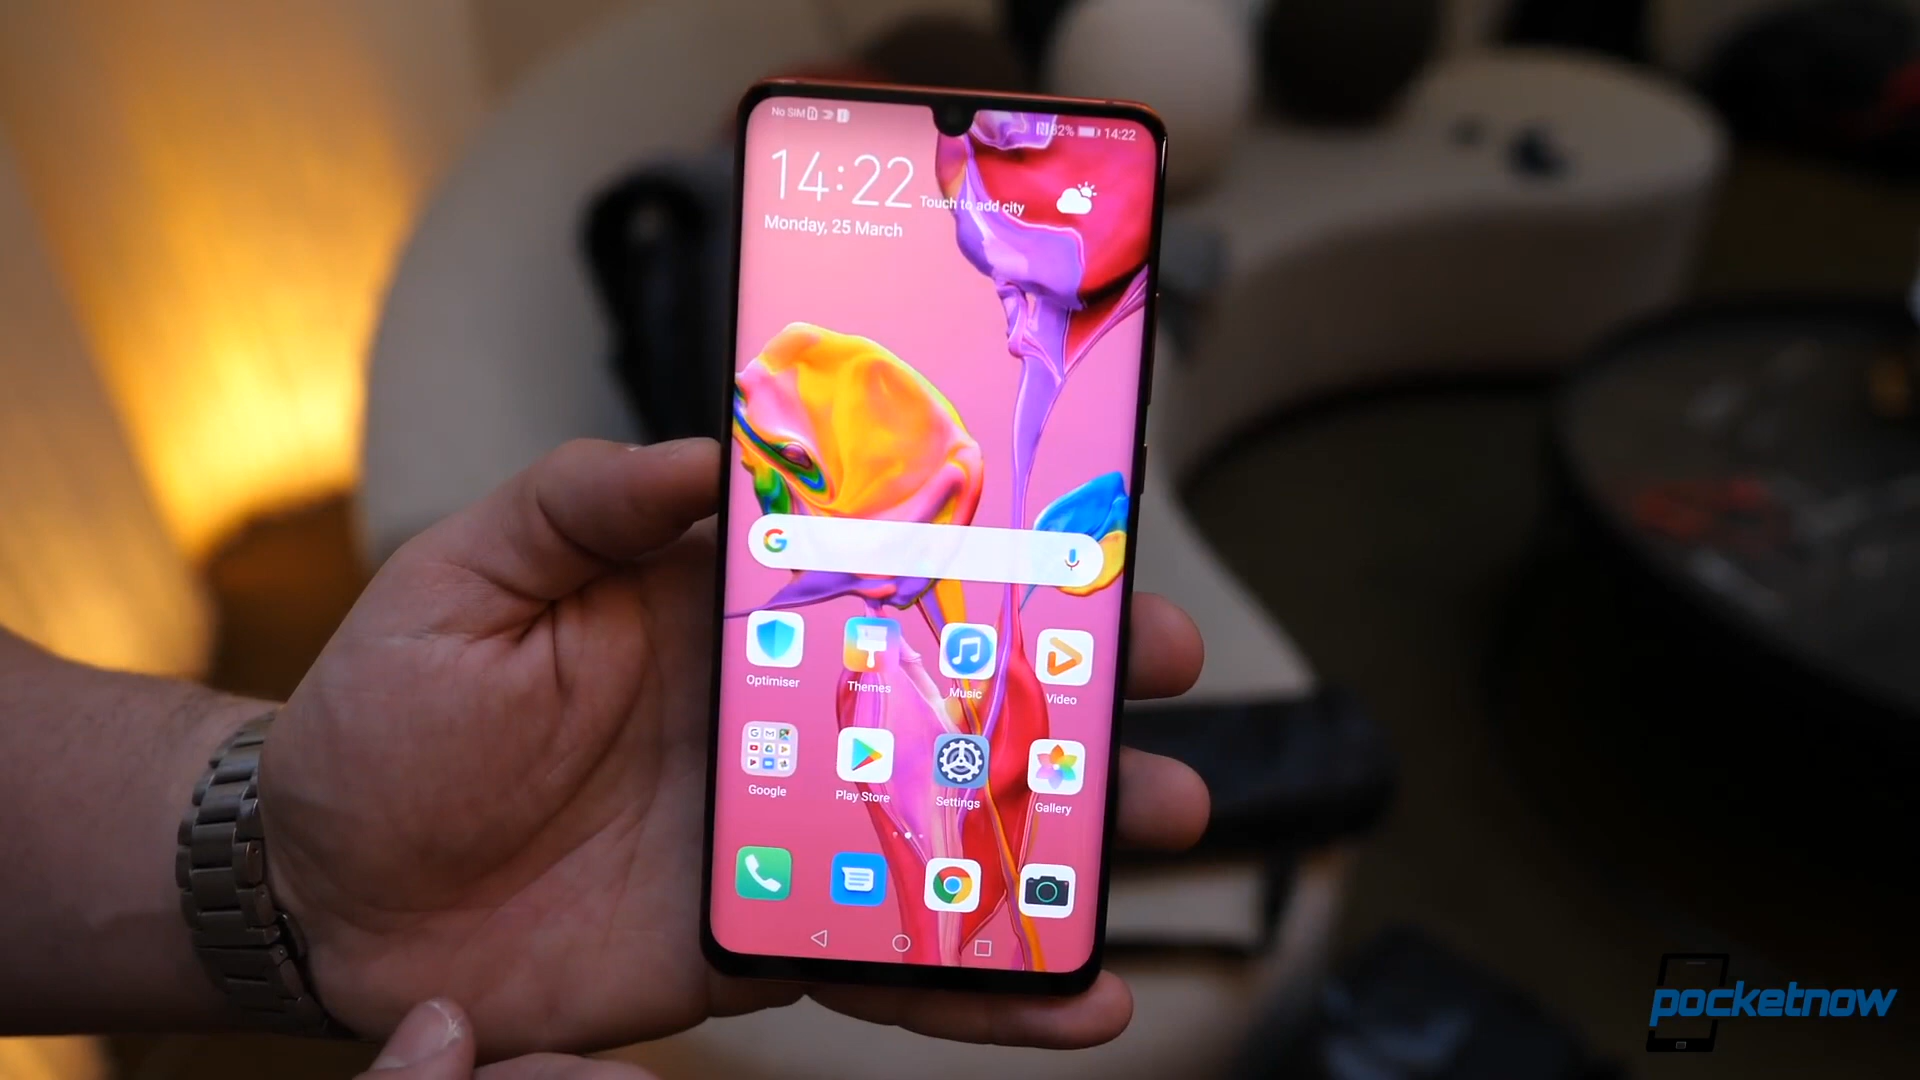 No SIM
82% 14:22
14:22
Touch to add city
Monday, 25 March
Optimiser Themes Music Video
Google Play Store Settings Gallery
pocketnow